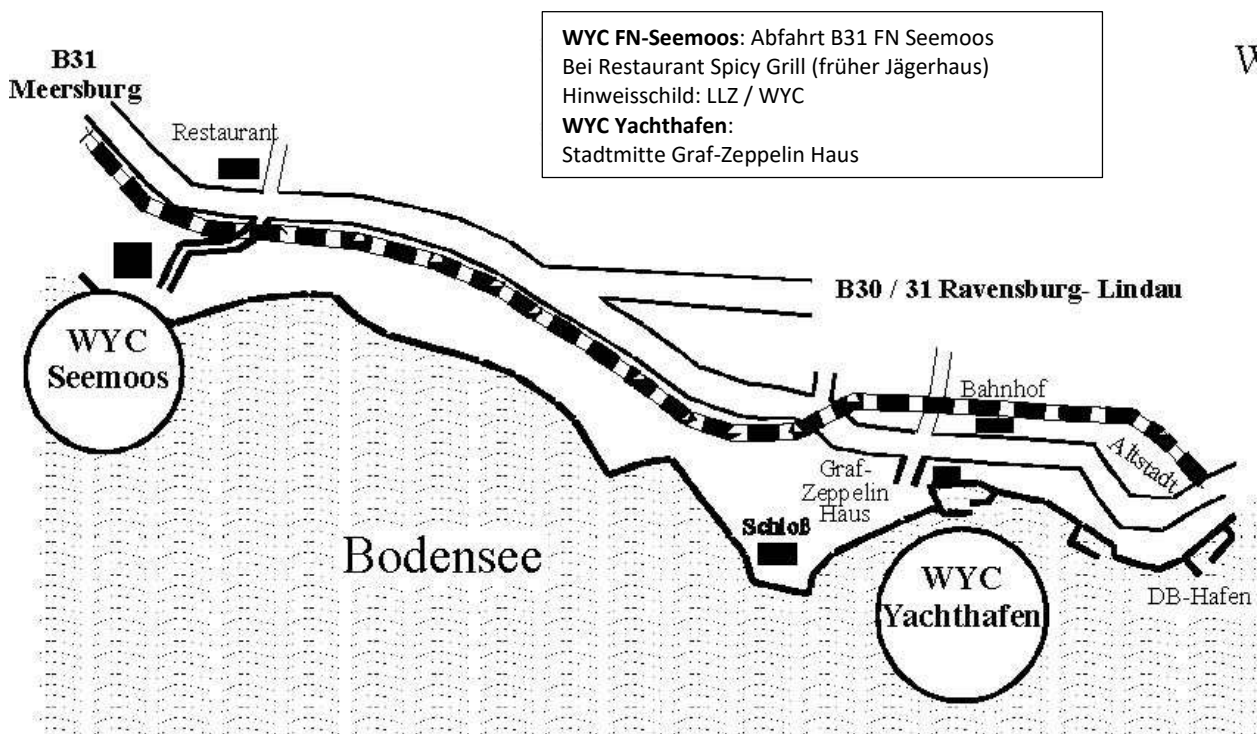 WYC FN-Seemoos: Abfahrt B31 FN Seemoos
Bei Restaurant Spicy Grill (früher Jägerhaus)
Hinweisschild: LLZ / WYC
WYC Yachthafen:
Stadtmitte Graf-Zeppelin Haus
B31
Meersburg
Restaurant
B30 / 31 Ravensburg- Lindau
WYC
Seemoos
Bahnhof
Altstadt
Graf-
Zeppelin
Haus
Schloß
Bodensee
WYC
Yachthafen
DB-Hafen